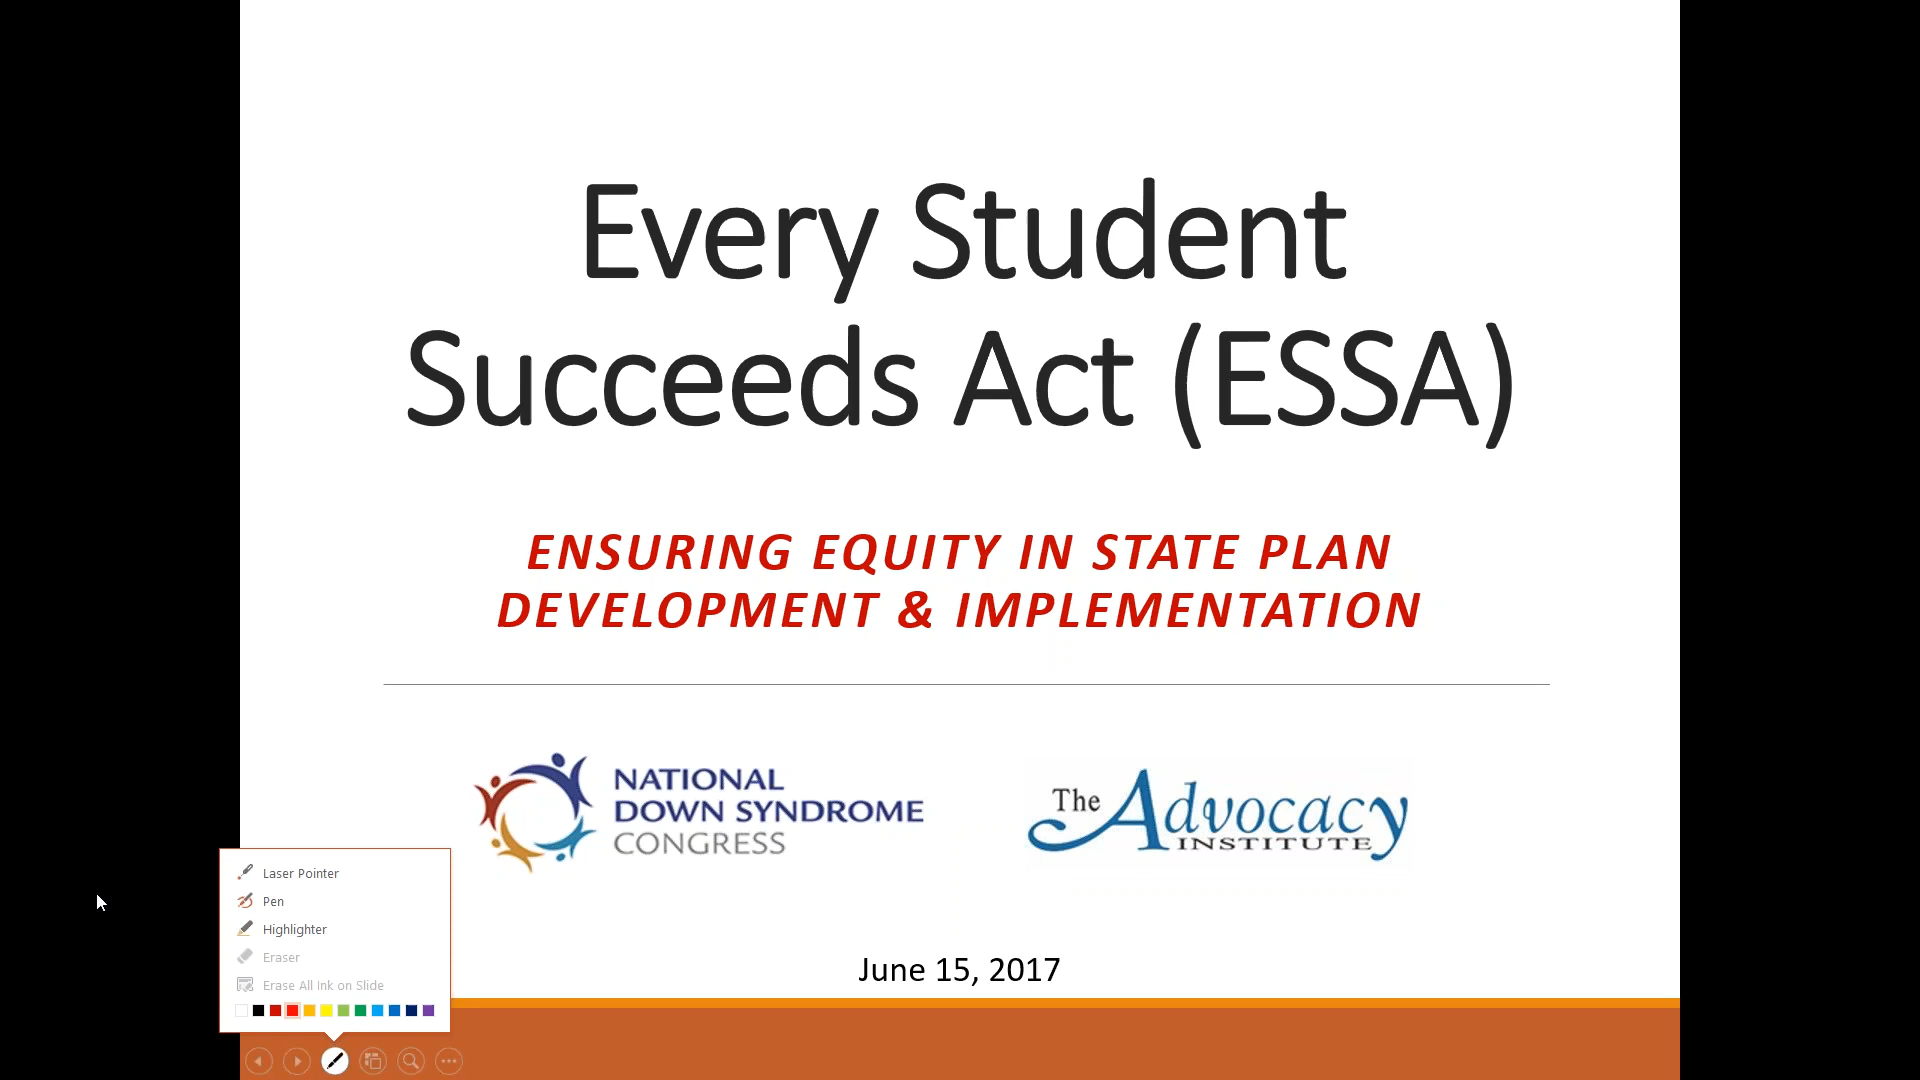 Every Student
Succeeds Act (ESSA)
ENSURING EQUITY IN STATE PLAN
DEVELOPMENT & IMPLEMENTATION
NATIONAL
DOWN SYNDROME
CONGRESS
The Advocacy
INSTITUTE
Laser Pointer
Pen
Highlighter
Eraser
Erase All Ink on Slide
June 15, 2017